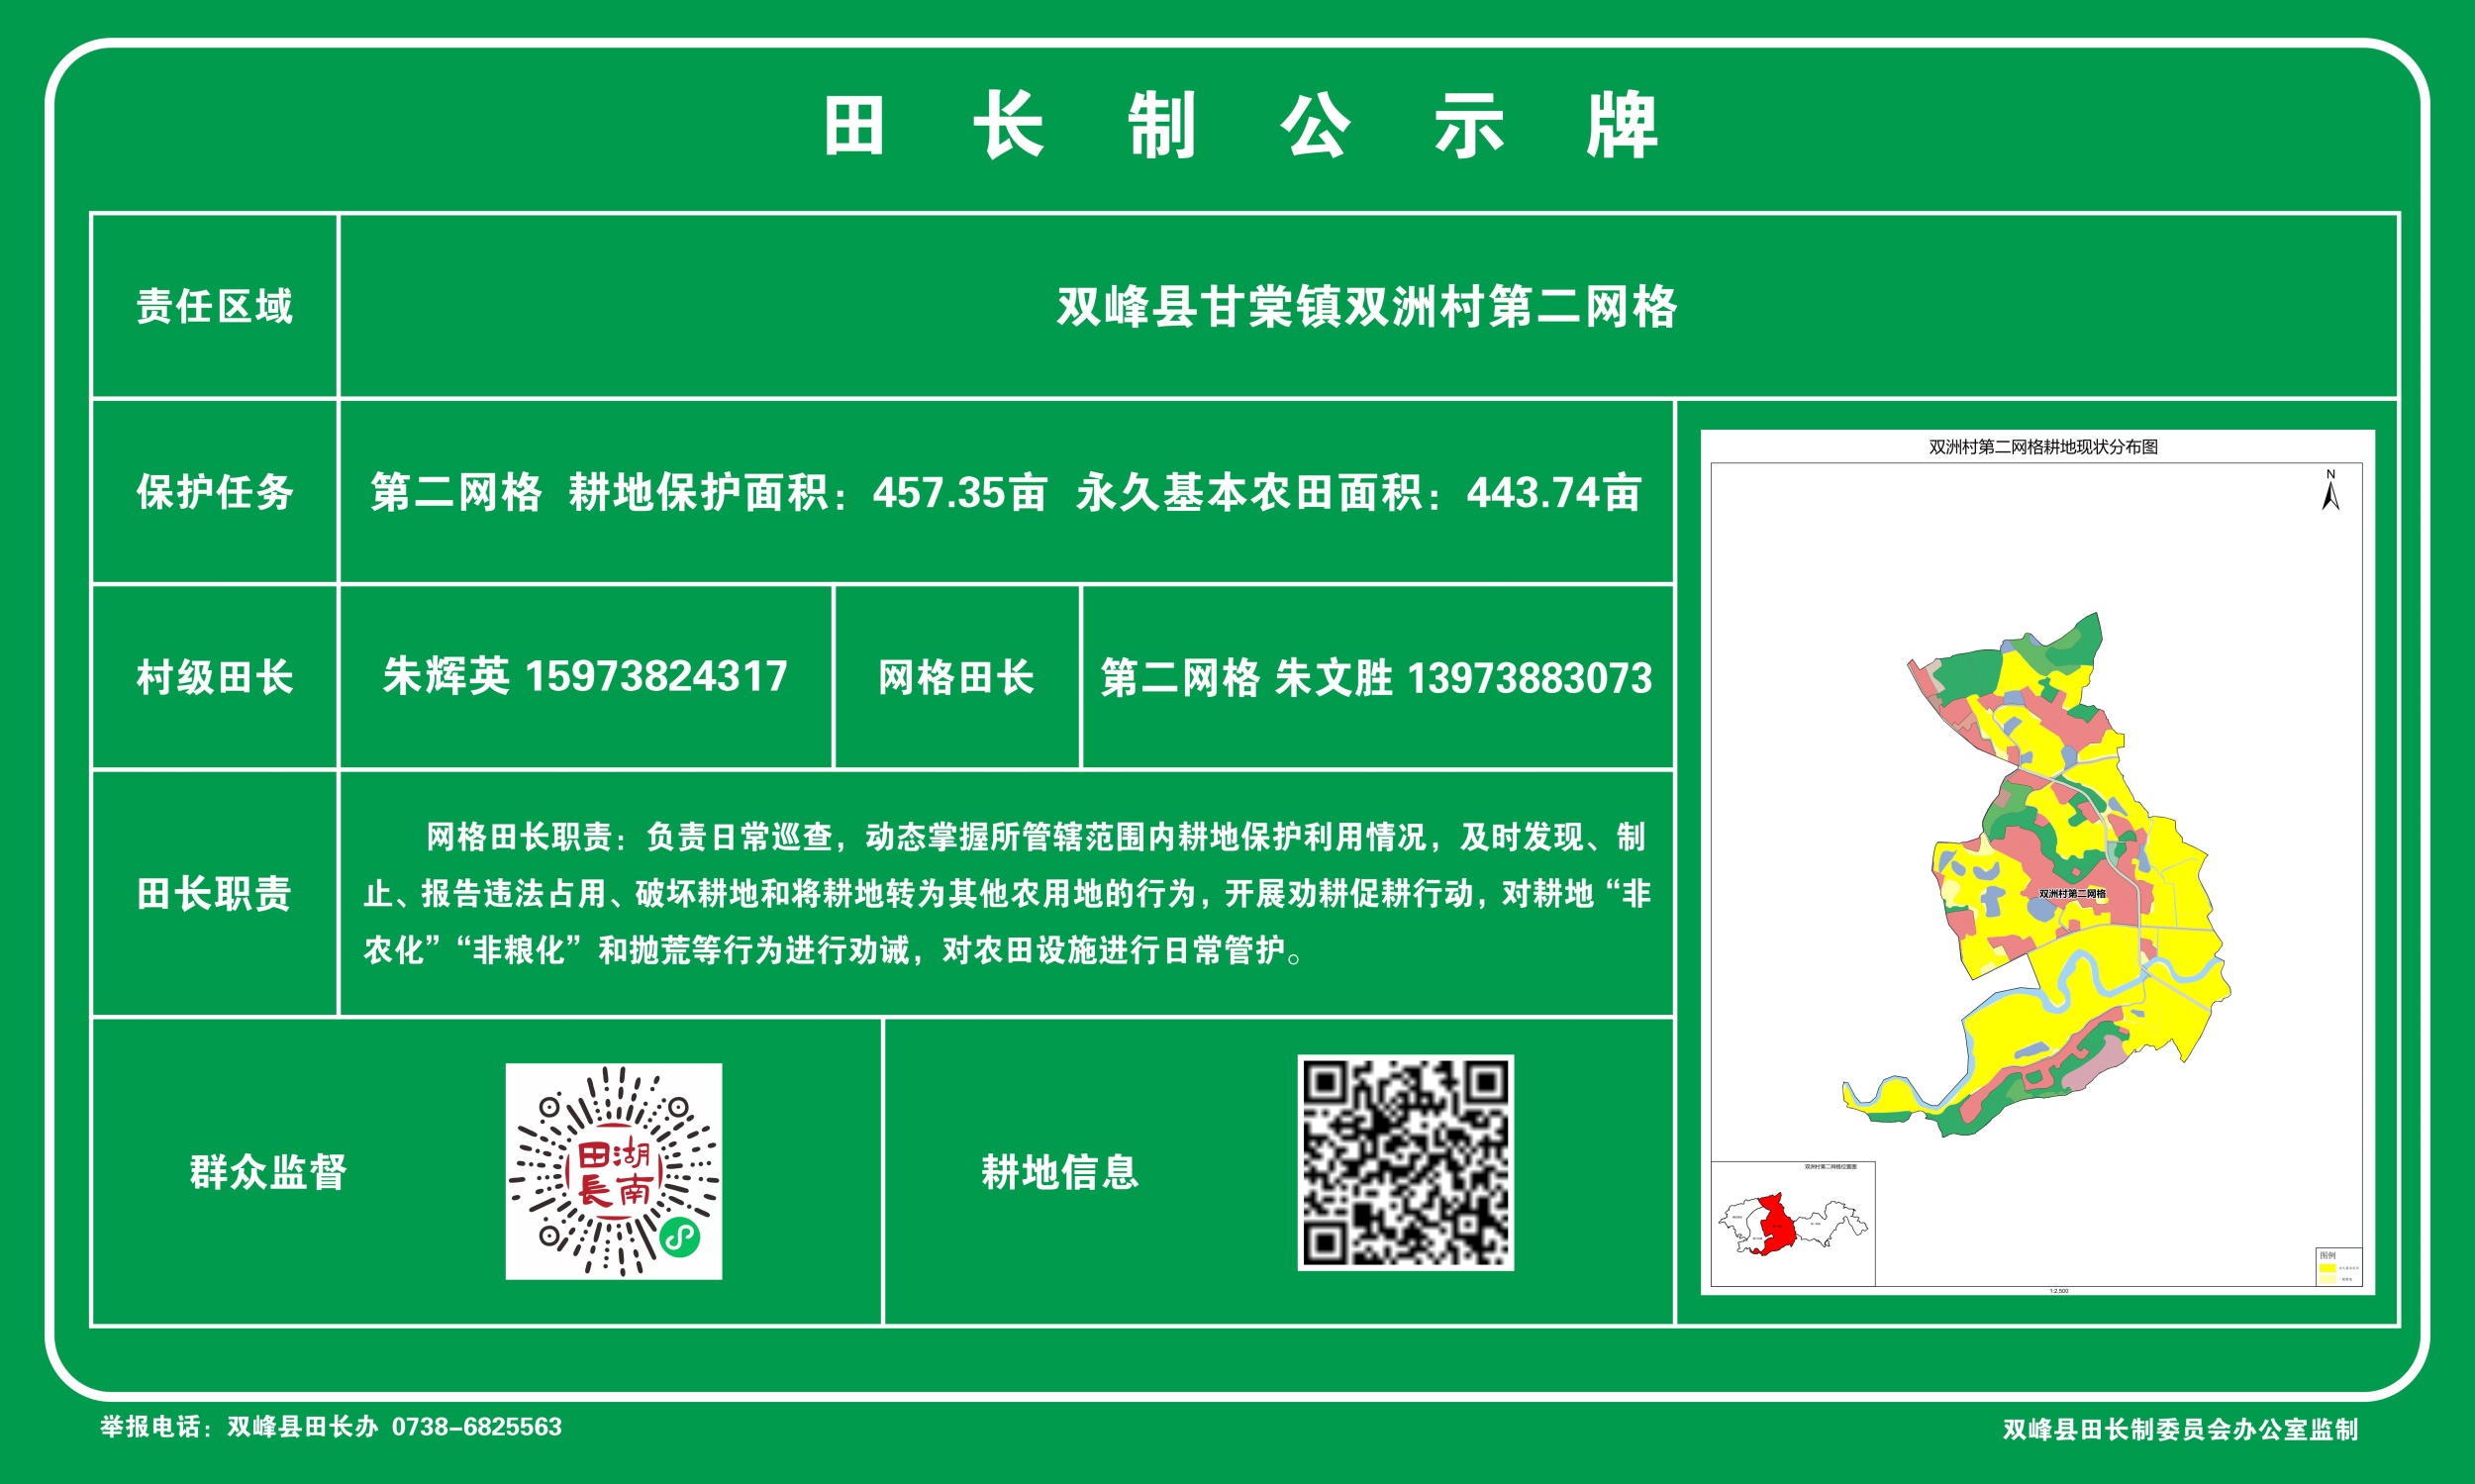 田长制公示牌
责任区域
双峰县甘棠镇双洲村第二网格
保护任务
第二网格 耕地保护面积：457.35亩 永久基本农田面积：443.74亩
村级田长
朱辉英 15973824317
网格田长
第二网格 朱文胜 13973883073
田长职责
网格田长职责：负责日常巡查，动态掌握所管辖范围内耕地保护利用情况，及时发现、制
止、报告违法占用、破坏耕地和将耕地转为其他农用地的行为，开展劝耕促耕行动，对耕地“非
农化”“非粮化”和抛荒等行为进行劝诫，对农田设施进行日常管护。
群众监督
田湖
長南
耕地信息
双洲村第二网格耕地现状分布图
N
双洲村第二网格
双洲村第二网格位置图
图例
1:2,500
举报电话：双峰县田长办 0738-6825563
双峰县田长制委员会办公室监制